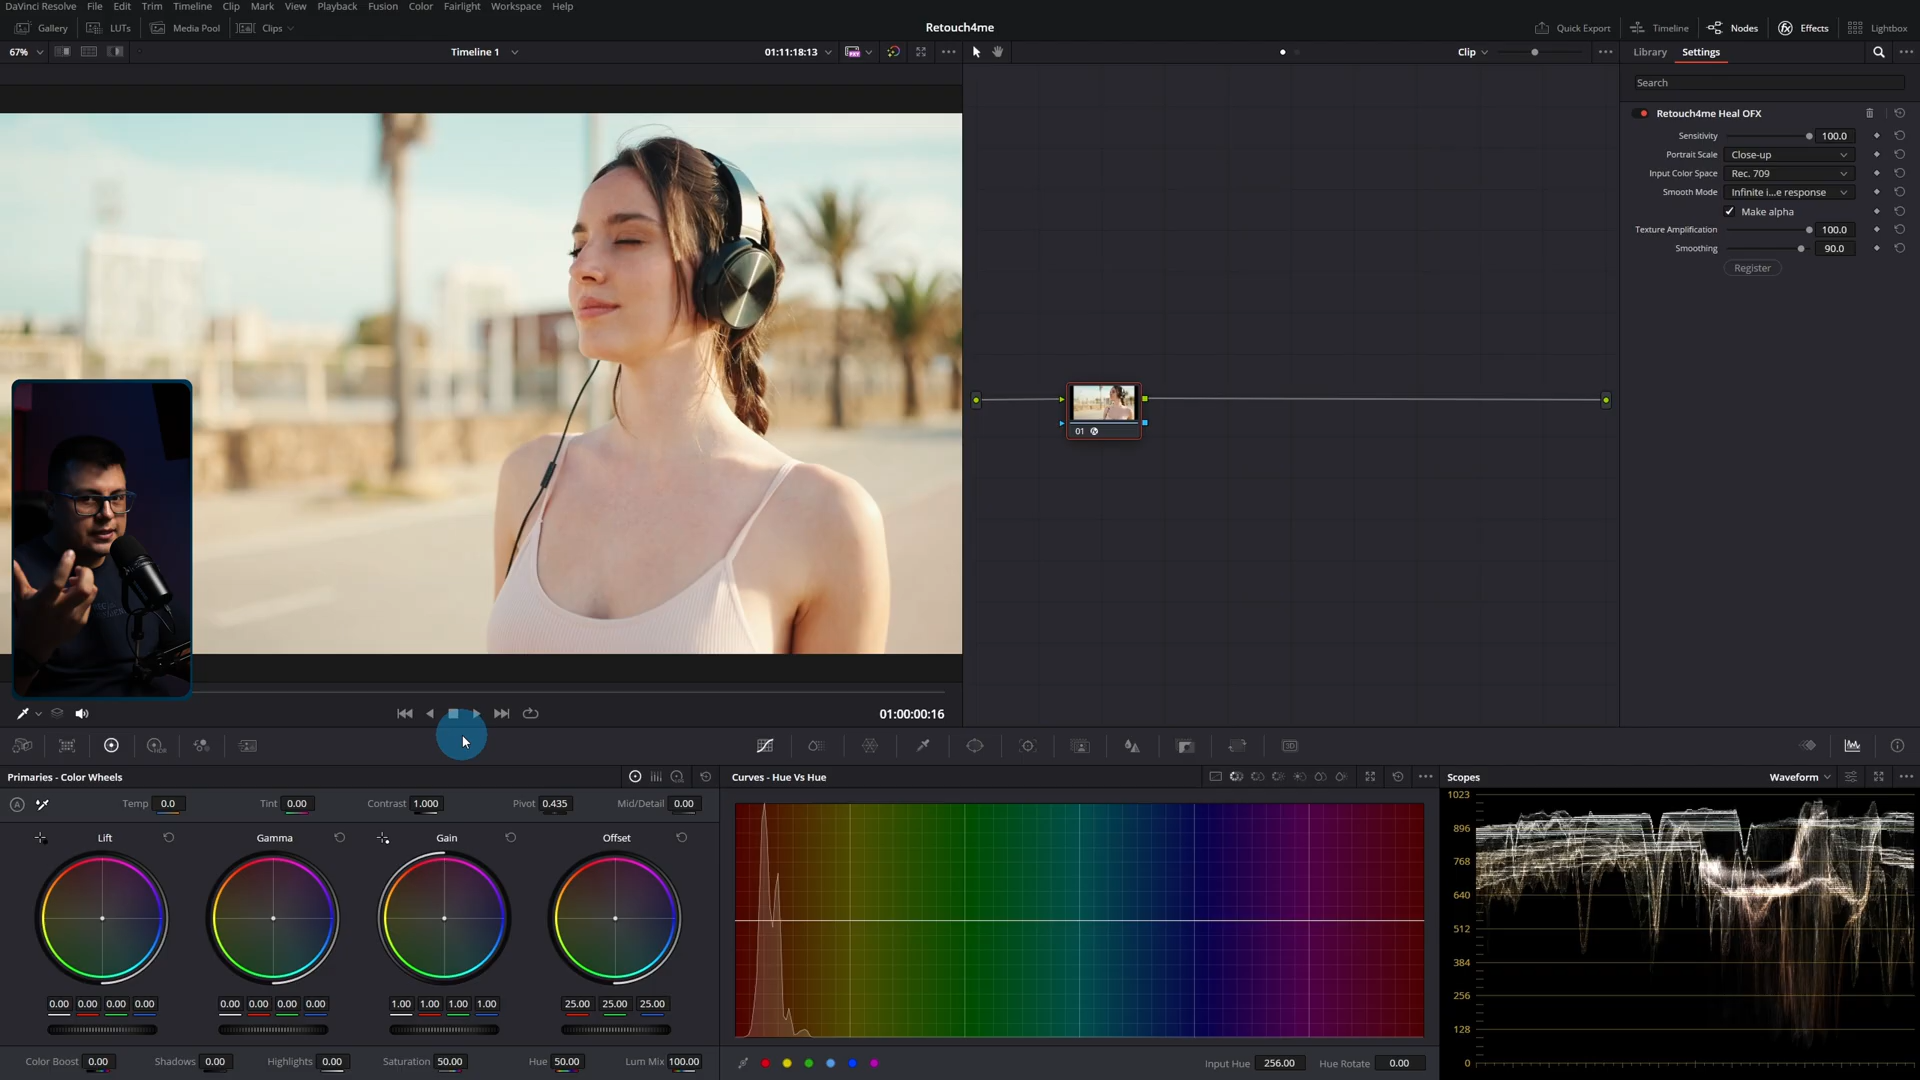 DaVinci Resolve File Edit Trim Timeline Clip Mark View Playback Fusion Color Fairlight Workspace Help
Gallery LUTs Media Pool Clips Retouch4me Quick Export Timeline Nodes Effects Lightbox
67% Timeline 1 01:11:18:13 Clip Library Settings
Search
Retouch4me Heal OFX
Sensitivity 100.0
Portrait Scale Close-up
Input Color Space Rec. 709
Smooth Mode Infinite i...e response
Make alpha
Texture Amplification 100.0
Smoothing 90.0
Register
01
01:00:00:16
Primaries - Color Wheels Curves - Hue Vs Hue Scopes Waveform
Temp 0.0 Tint 0.00 Contrast 1.000 Pivot 0.435 Mid/Detail 0.00
Lift Gamma Gain Offset
0.00 0.00 0.00 0.00 0.00 0.00 0.00 0.00 1.00 1.00 1.00 1.00 25.00 25.00 25.00
Color Boost 0.00 Shadows 0.00 Highlights 0.00 Saturation 50.00 Hue 50.00 Lum Mix 100.00
Input Hue 256.00 Hue Rotate 0.00
1023
896
768
640
512
384
256
128
0